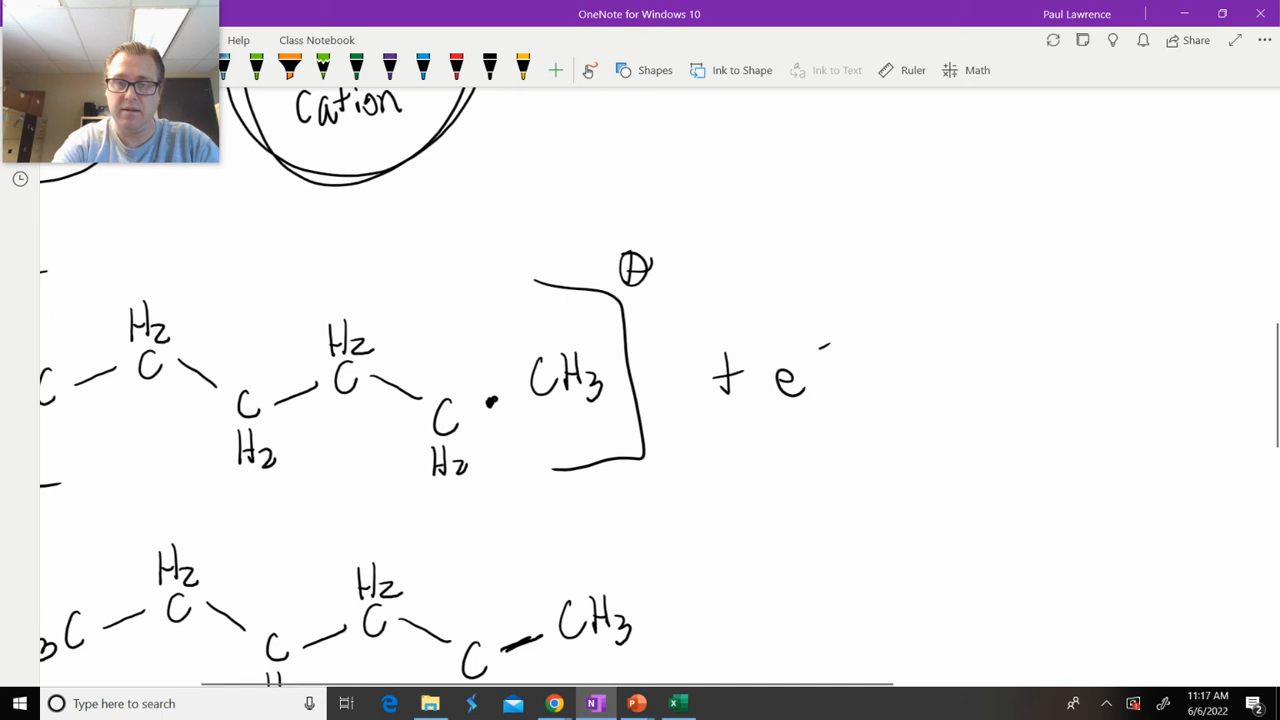 OneNote for Windows 10
Paul Lawrence
Help
Class Notebook
Shapes
Ink to Shape
Ink to Text
Ruler
Math
Share
Cation
⊕
H2
H2
C
C
C
CH3
+ e-
C
C
H2
H2
H2
H2
C
C
CH3
3C
C
C
H
Type here to search
11:17 AM
6/6/2022
2